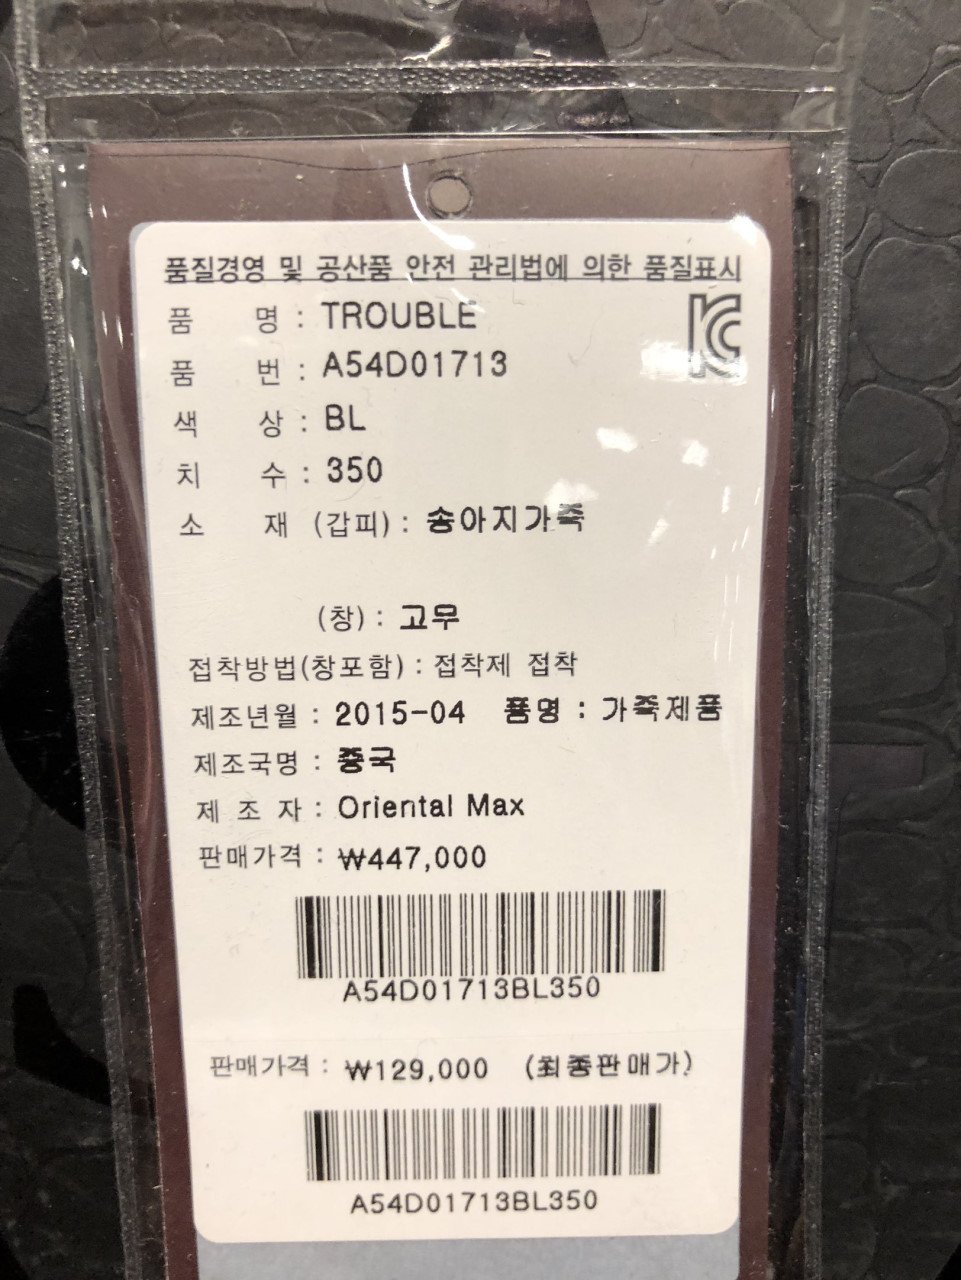 품질경영 및 공산품 안전 관리법에 의한 품질표시
품 명 : TROUBLE
품 번 : A54D01713
색 상 : BL
치 수 : 350
소 재 (갑피) : 송아지가죽
(창) : 고무
접착방법(창포함) : 접착제 접착
제조년월 : 2015-04 품명 : 가죽제품
제조국명 : 중국
제 조 자 : Oriental Max
판매가격 : ₩447,000
A54D01713BL350
판매가격 : ₩129,000 (최종판매가)
A54D01713BL350